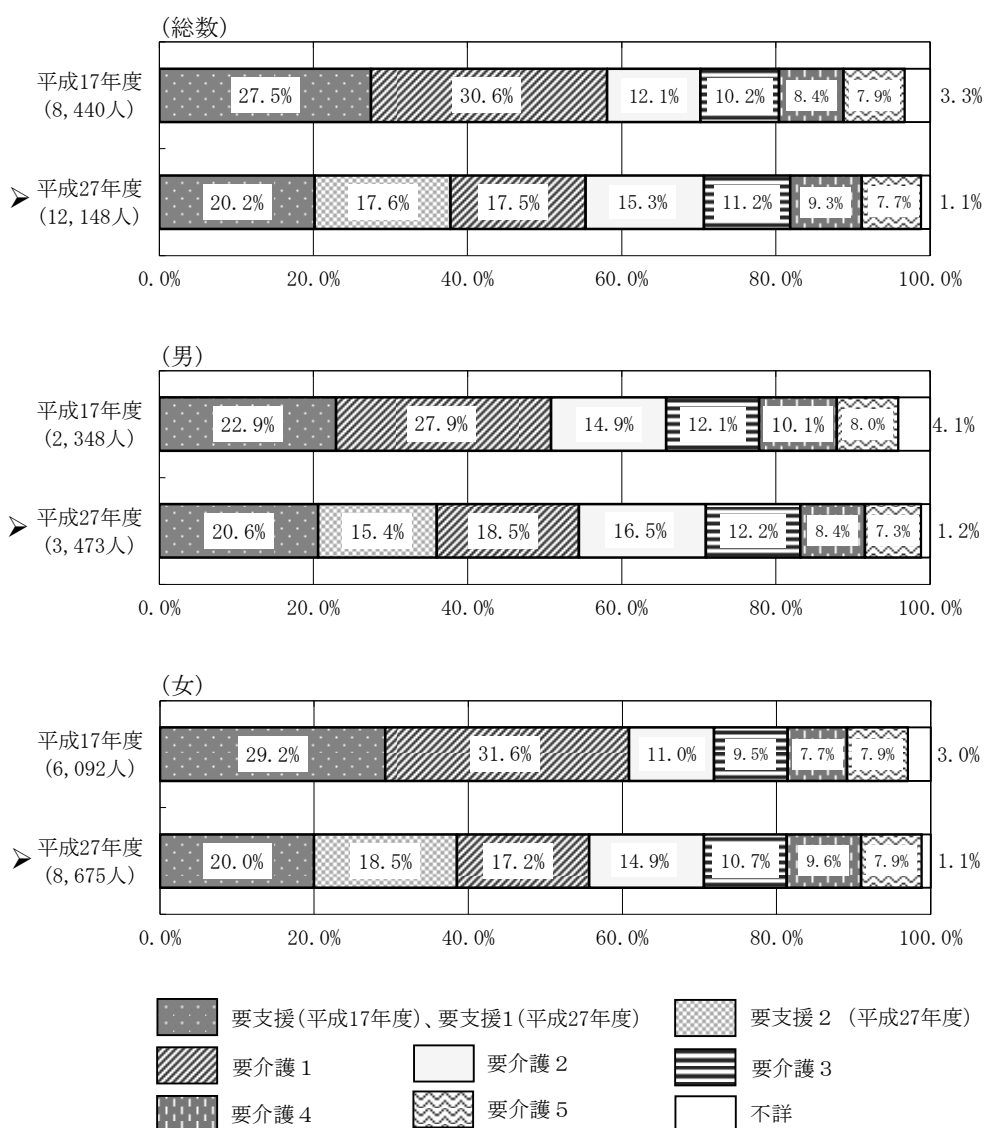 (総数)
平成17年度
(8,440人)
27.5% 30.6% 12.1% 10.2% 8.4% 7.9% 3.3%
➢ 平成27年度
(12,148人)
20.2% 17.6% 17.5% 15.3% 11.2% 9.3% 7.7% 1.1%
0.0% 20.0% 40.0% 60.0% 80.0% 100.0%
(男)
平成17年度
(2,348人)
22.9% 27.9% 14.9% 12.1% 10.1% 8.0% 4.1%
➢ 平成27年度
(3,473人)
20.6% 15.4% 18.5% 16.5% 12.2% 8.4% 7.3% 1.2%
0.0% 20.0% 40.0% 60.0% 80.0% 100.0%
(女)
平成17年度
(6,092人)
29.2% 31.6% 11.0% 9.5% 7.7% 7.9% 3.0%
➢ 平成27年度
(8,675人)
20.0% 18.5% 17.2% 14.9% 10.7% 9.6% 7.9% 1.1%
0.0% 20.0% 40.0% 60.0% 80.0% 100.0%
要支援(平成17年度)、要支援1(平成27年度) 要支援２ (平成27年度)
要介護１ 要介護２ 要介護３
要介護４ 要介護５ 不詳